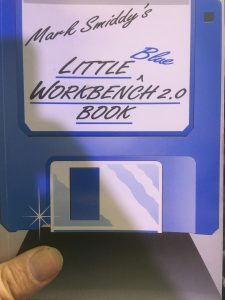 Mark Smiddy's
LITTLE Blue
WORKBENCH 2.0
BOOK